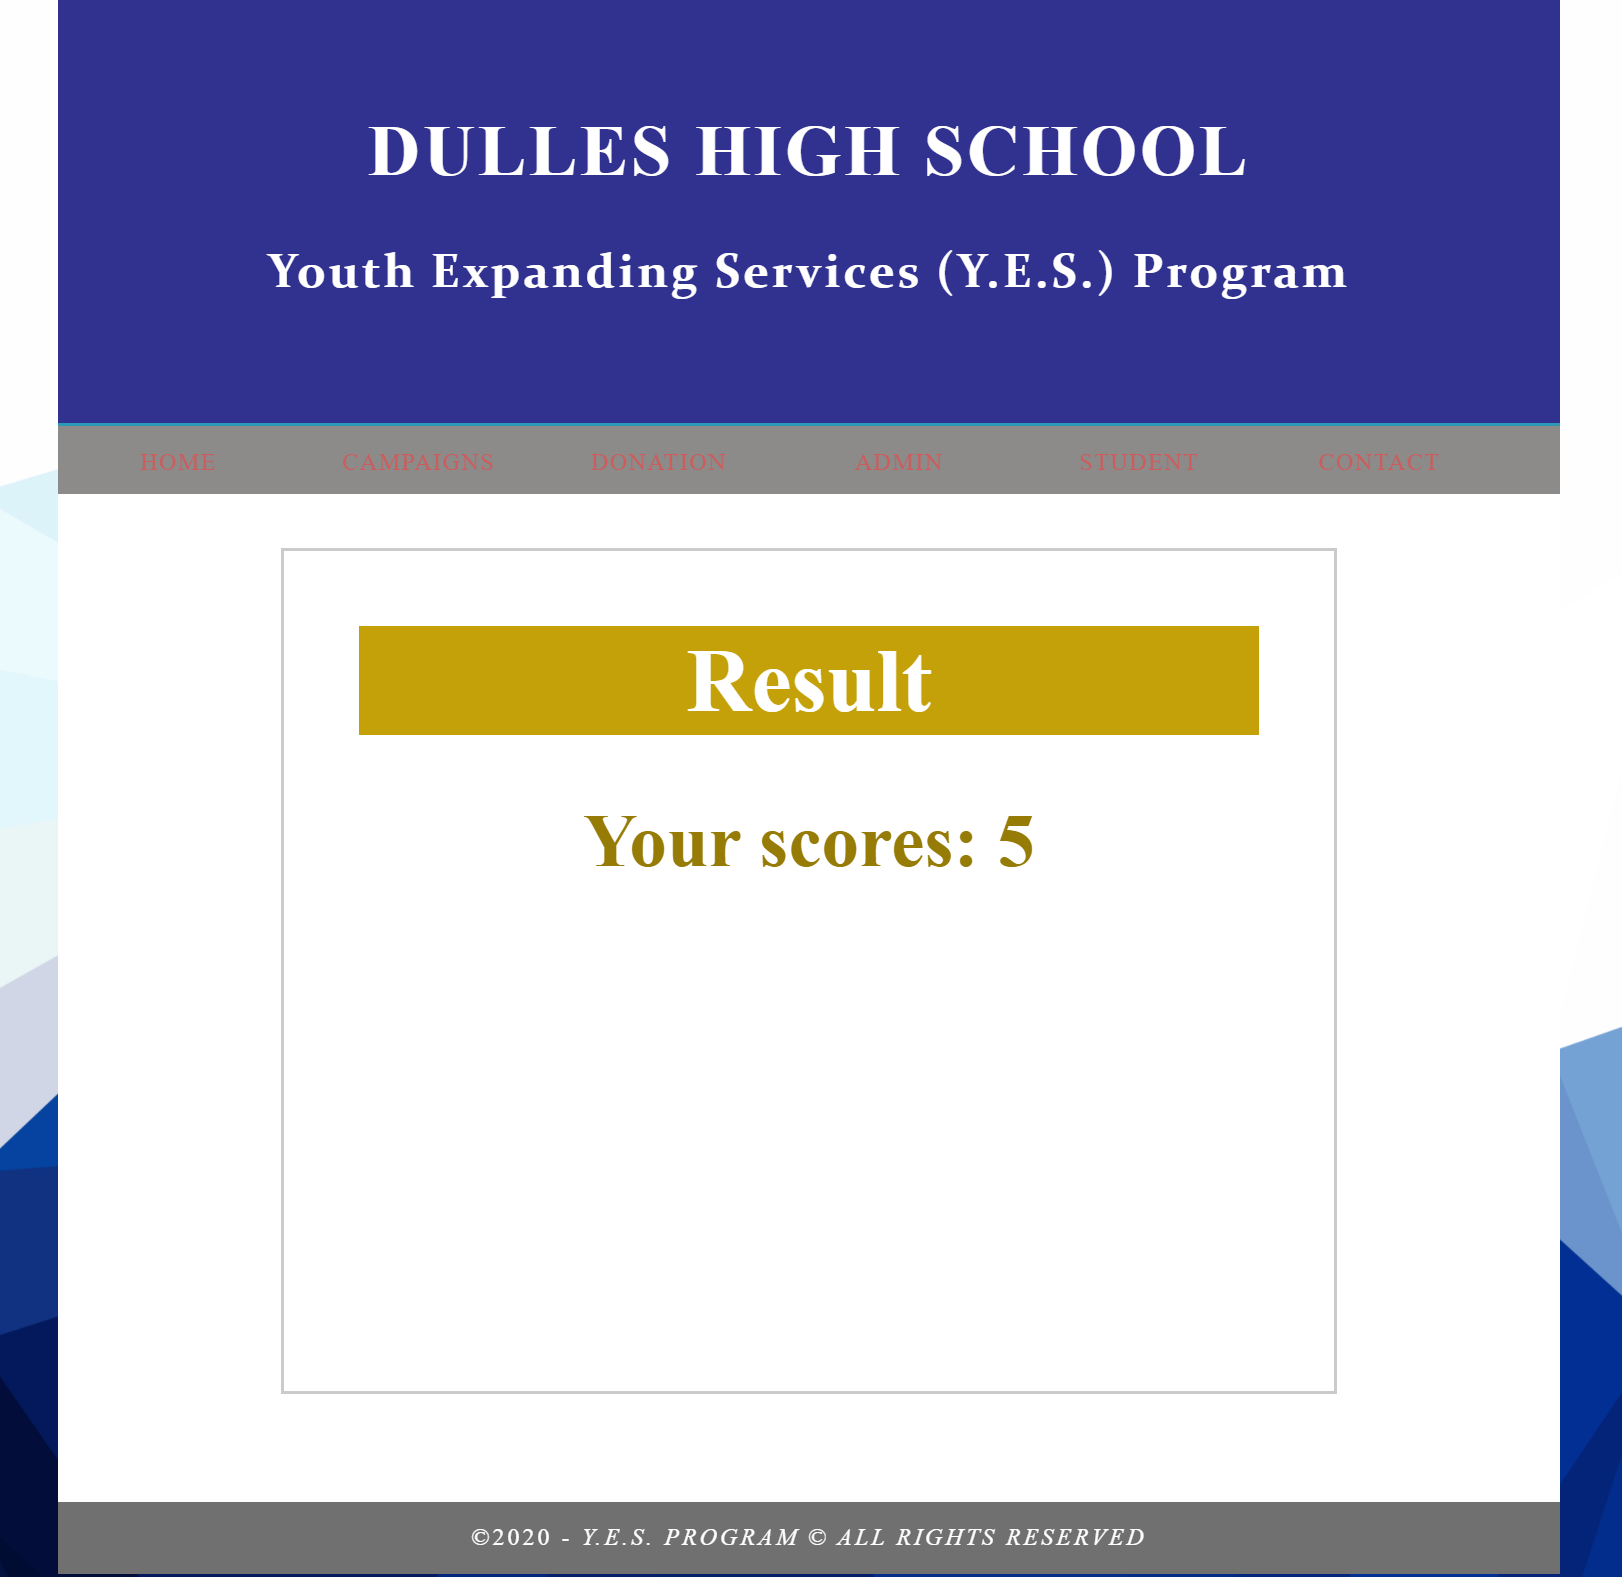 DULLES HIGH SCHOOL
Youth Expanding Services (Y.E.S.) Program
HOME CAMPAIGNS DONATION ADMIN STUDENT CONTACT
Result
Your scores: 5
©2020 - Y.E.S. PROGRAM © ALL RIGHTS RESERVED